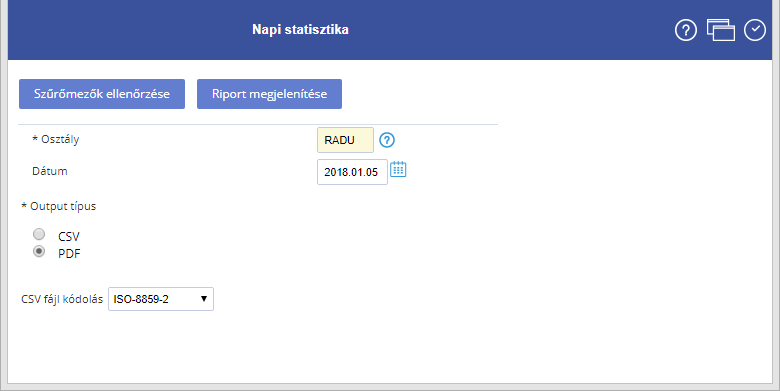 Napi statisztika
Szűrőmezők ellenőrzése Riport megjelenítése
* Osztály RADU
Dátum 2018.01.05
* Output típus
CSV
PDF
CSV fájl kódolás ISO-8859-2